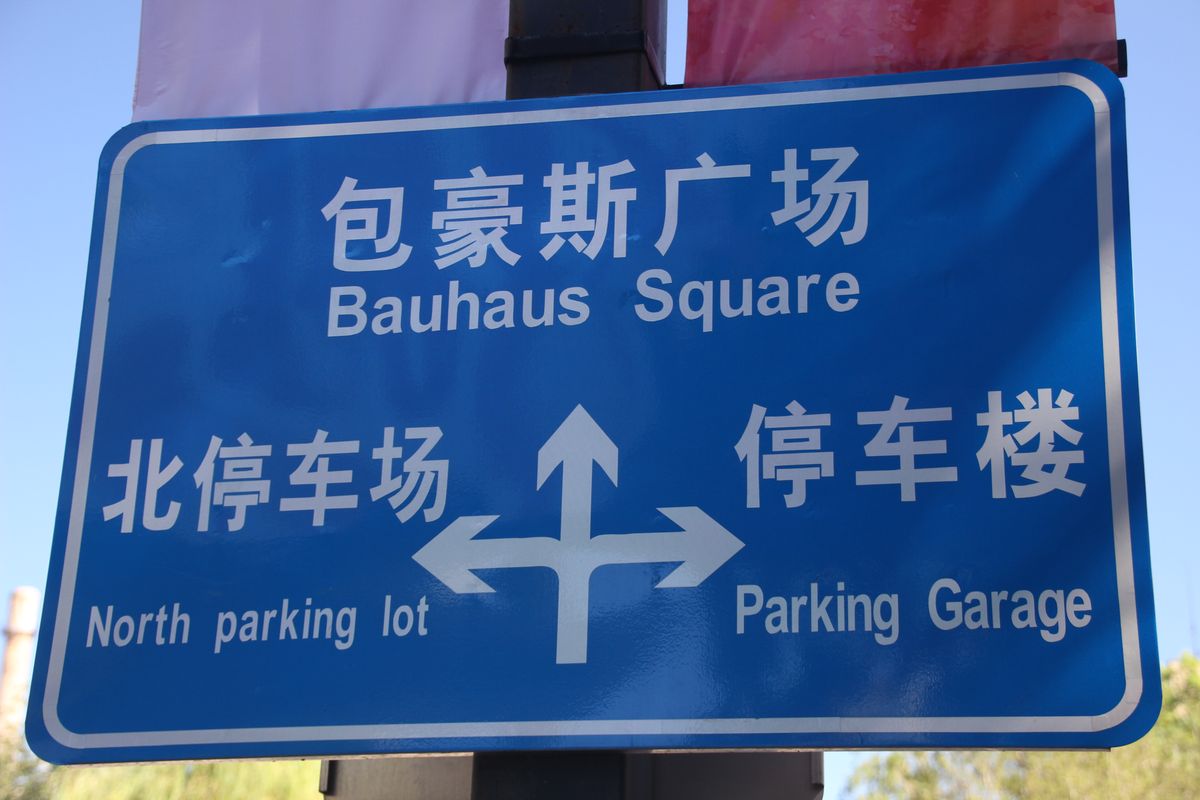 包豪斯广场
Bauhaus Square
北停车场
North parking lot
停车楼
Parking Garage